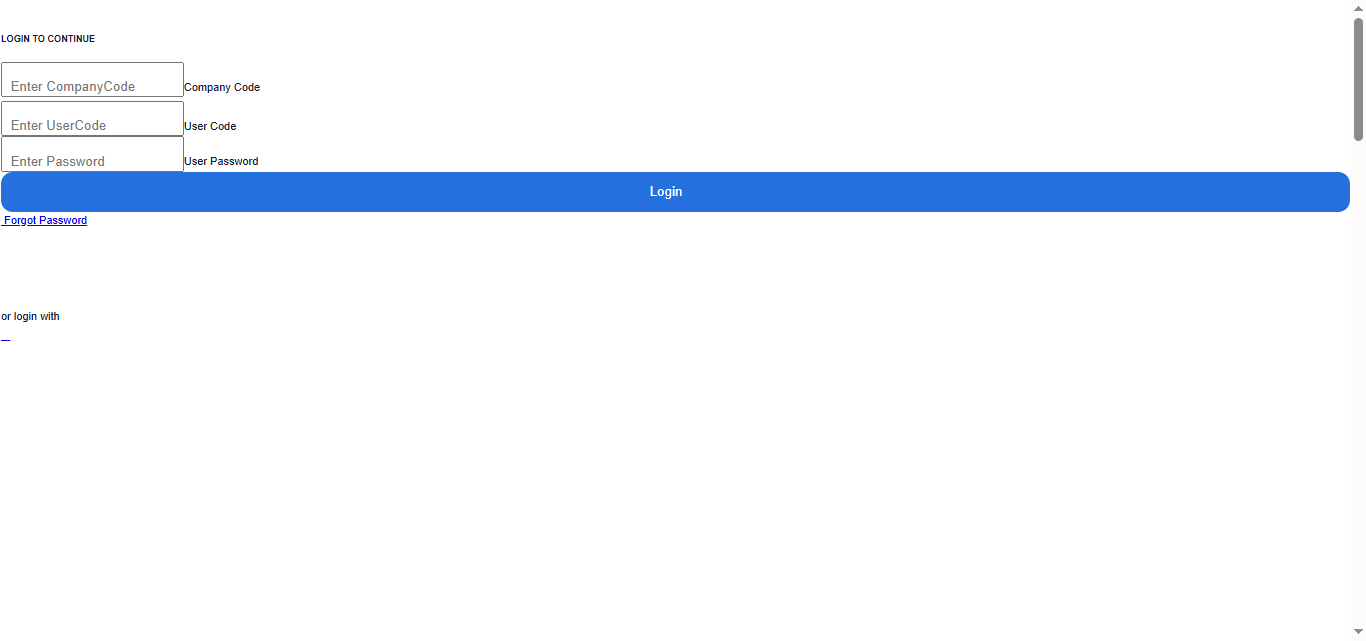 LOGIN TO CONTINUE
Enter CompanyCode Company Code
Enter UserCode User Code
Enter Password User Password
Login
Forgot Password
or login with